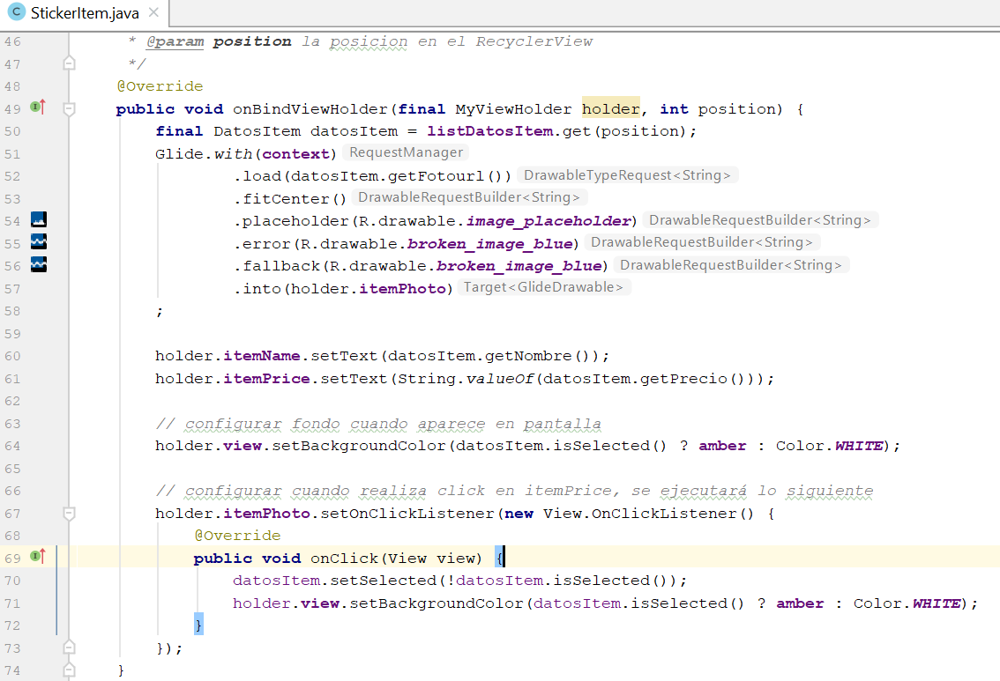 C StickerItem.java ×
46 * @param position la posicion en el RecyclerView
47 */
48 @Override
49 public void onBindViewHolder(final MyViewHolder holder, int position) {
50 final DatosItem datosItem = listDatosItem.get(position);
51 Glide.with(context) RequestManager
52 .load(datosItem.getFotourl()) DrawableTypeRequest<String>
53 .fitCenter() DrawableRequestBuilder<String>
54 .placeholder(R.drawable.image_placeholder) DrawableRequestBuilder<String>
55 .error(R.drawable.broken_image_blue) DrawableRequestBuilder<String>
56 .fallback(R.drawable.broken_image_blue) DrawableRequestBuilder<String>
57 .into(holder.itemPhoto) Target<GlideDrawable>
58 ;
59
60 holder.itemName.setText(datosItem.getNombre());
61 holder.itemPrice.setText(String.valueOf(datosItem.getPrecio()));
62
63 // configurar fondo cuando aparece en pantalla
64 holder.view.setBackgroundColor(datosItem.isSelected() ? amber : Color.WHITE);
65
66 // configurar cuando realiza click en itemPrice, se ejecutará lo siguiente
67 holder.itemPhoto.setOnClickListener(new View.OnClickListener() {
68 @Override
69 public void onClick(View view) {
70 datosItem.setSelected(!datosItem.isSelected());
71 holder.view.setBackgroundColor(datosItem.isSelected() ? amber : Color.WHITE);
72 }
73 });
74 }